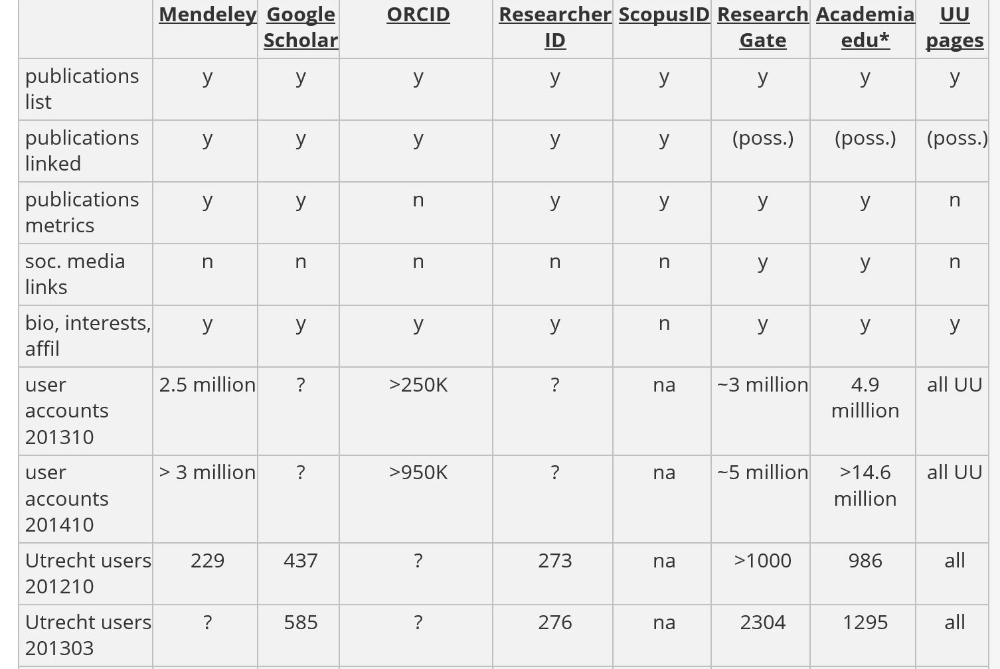 Mendeley Google Scholar ORCID Researcher ID ScopusID Research Gate Academia edu* UU pages
publications list y y y y y y y y
publications linked y y y y y (poss.) (poss.) (poss.)
publications metrics y y n y y y y n
soc. media links n n n n n y y n
bio, interests, affil y y y y n y y y
user accounts 201310 2.5 million ? >250K ? na ~3 million 4.9 milllion all UU
user accounts 201410 > 3 million ? >950K ? na ~5 million >14.6 million all UU
Utrecht users 201210 229 437 ? 273 na >1000 986 all
Utrecht users 201303 ? 585 ? 276 na 2304 1295 all